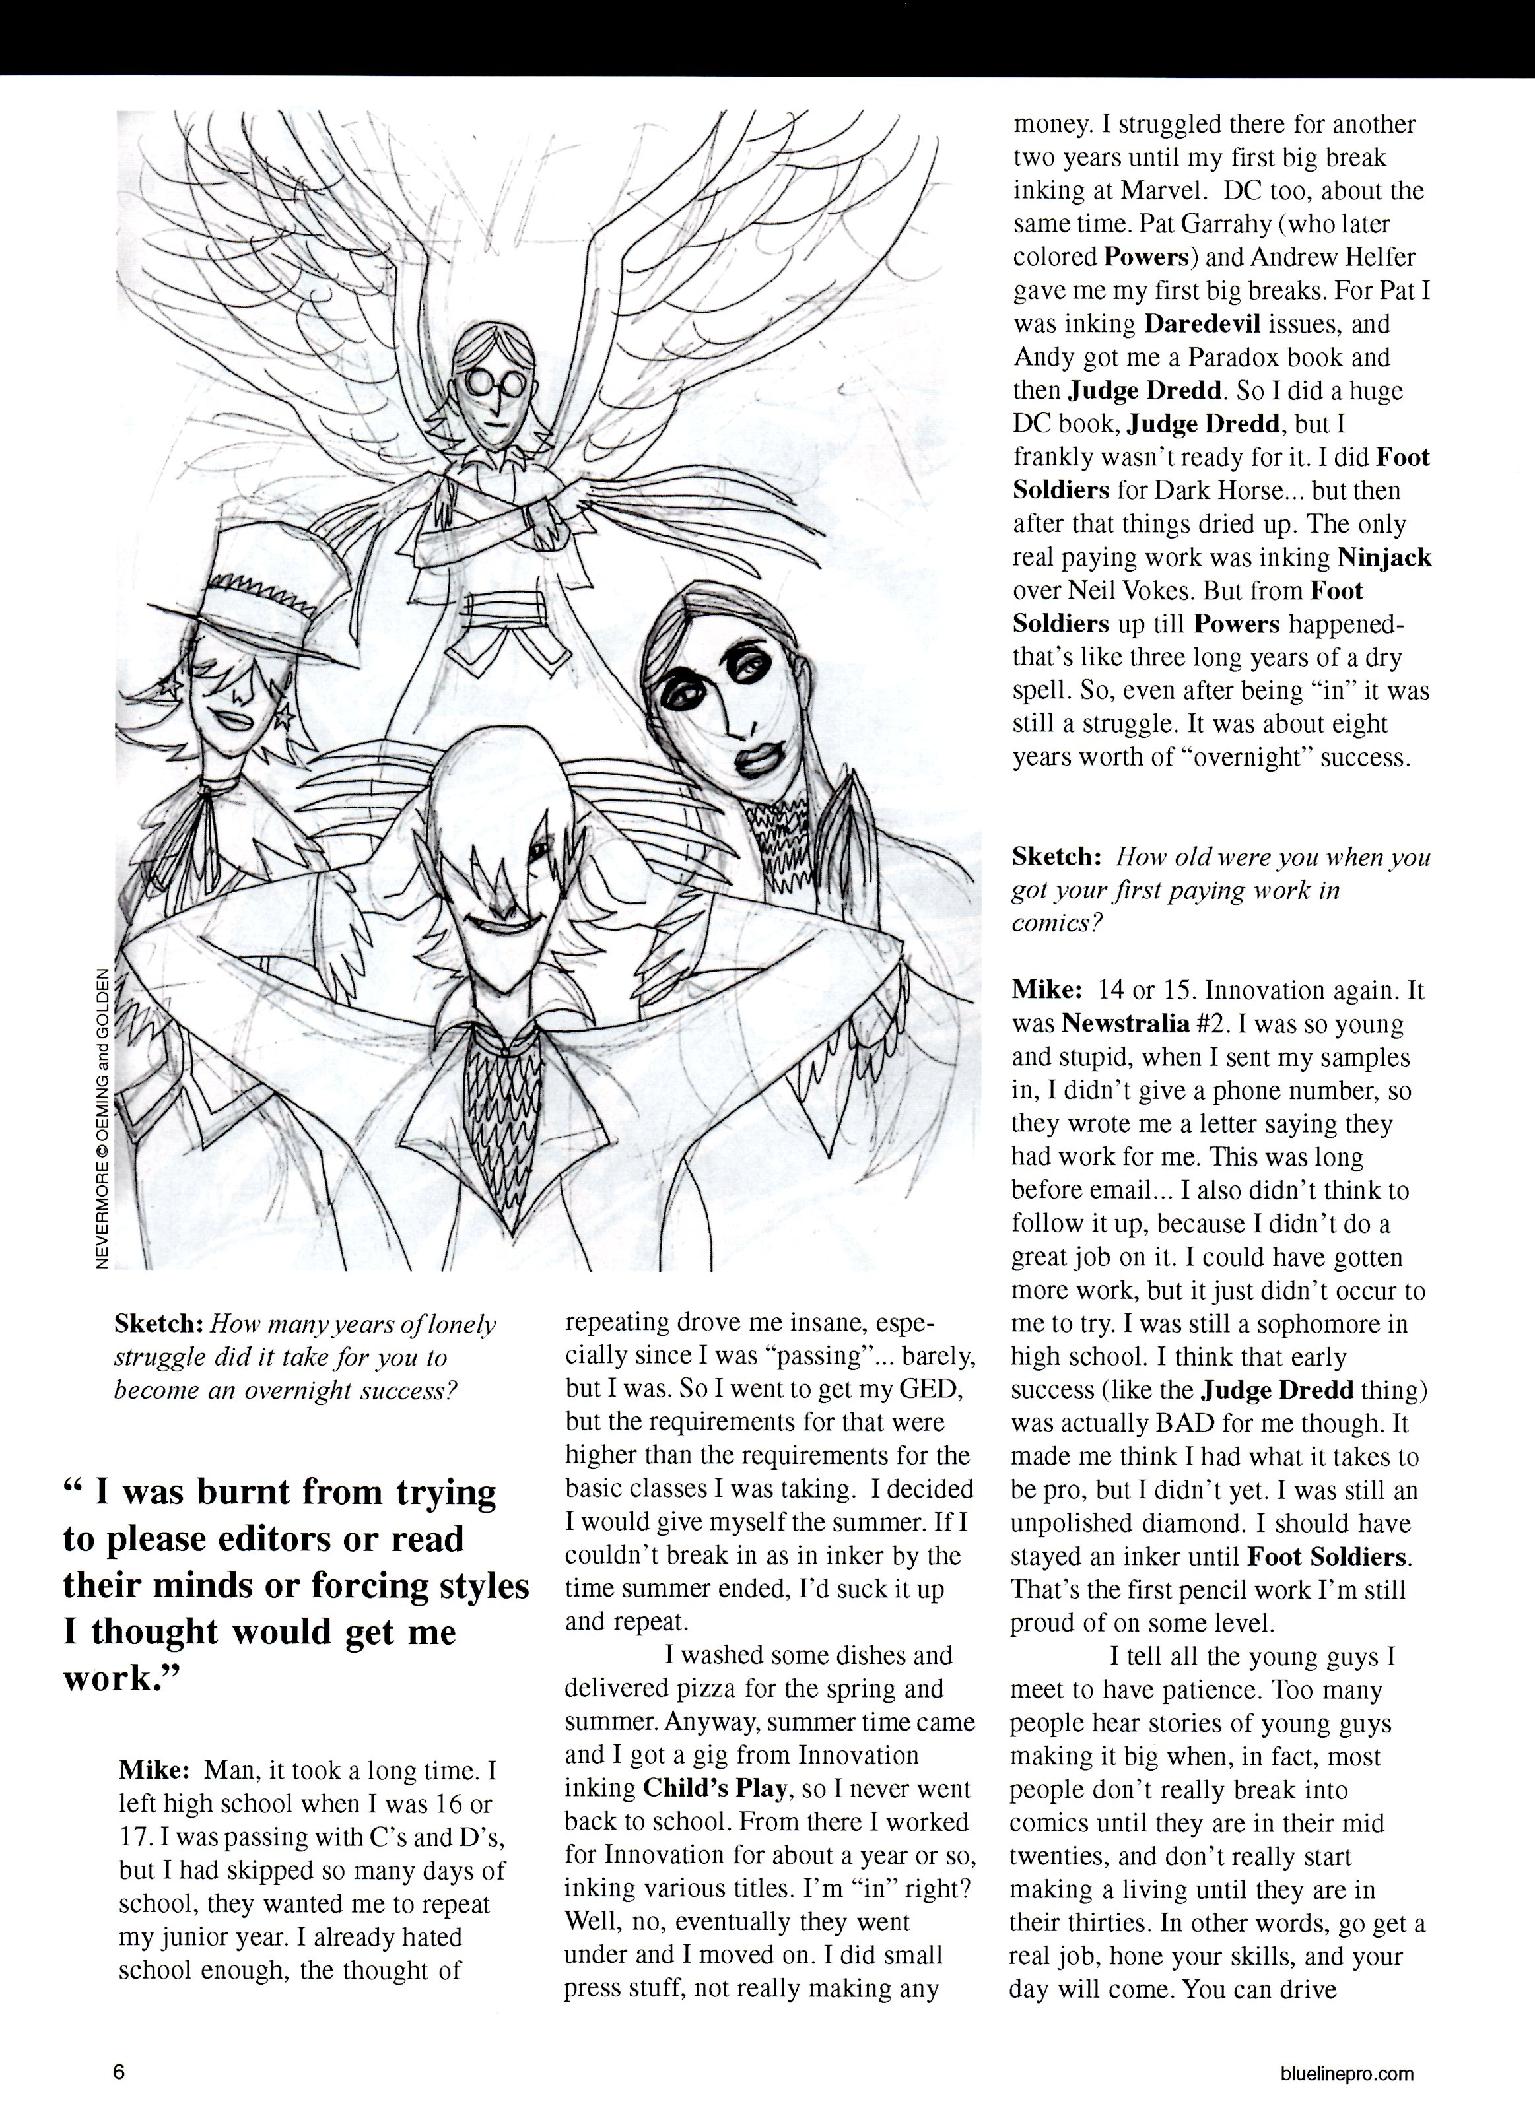 NEVERMORE © OEMING and GOLDEN
Sketch: How many years of lonely
struggle did it take for you to
become an overnight success?
“ I was burnt from trying
to please editors or read
their minds or forcing styles
I thought would get me
work.”
Mike: Man, it took a long time. I
left high school when I was 16 or
17. I was passing with C's and D's,
but I had skipped so many days of
school, they wanted me to repeat
my junior year. I already hated
school enough, the thought of
repeating drove me insane, espe-
cially since I was “passing”... barely,
but I was. So I went to get my GED,
but the requirements for that were
higher than the requirements for the
basic classes I was taking. I decided
I would give myself the summer. If I
couldn't break in as in inker by the
time summer ended, I'd suck it up
and repeat.
I washed some dishes and
delivered pizza for the spring and
summer. Anyway, summer time came
and I got a gig from Innovation
inking Child's Play, so I never went
back to school. From there I worked
for Innovation for about a year or so,
inking various titles. I'm “in” right?
Well, no, eventually they went
under and I moved on. I did small
press stuff, not really making any
money. I struggled there for another
two years until my first big break
inking at Marvel. DC too, about the
same time. Pat Garrahy (who later
colored Powers) and Andrew Helfer
gave me my first big breaks. For Pat I
was inking Daredevil issues, and
Andy got me a Paradox book and
then Judge Dredd. So I did a huge
DC book, Judge Dredd, but I
frankly wasn't ready for it. I did Foot
Soldiers for Dark Horse... but then
after that things dried up. The only
real paying work was inking Ninjack
over Neil Vokes. But from Foot
Soldiers up till Powers happened-
that's like three long years of a dry
spell. So, even after being “in” it was
still a struggle. It was about eight
years worth of “overnight” success.
Sketch: How old were you when you
got your first paying work in
comics?
Mike: 14 or 15. Innovation again. It
was Newstralia #2. I was so young
and stupid, when I sent my samples
in, I didn't give a phone number, so
they wrote me a letter saying they
had work for me. This was long
before email... I also didn't think to
follow it up, because I didn't do a
great job on it. I could have gotten
more work, but it just didn't occur to
me to try. I was still a sophomore in
high school. I think that early
success (like the Judge Dredd thing)
was actually BAD for me though. It
made me think I had what it takes to
be pro, but I didn't yet. I was still an
unpolished diamond. I should have
stayed an inker until Foot Soldiers.
That's the first pencil work I'm still
proud of on some level.
I tell all the young guys I
meet to have patience. Too many
people hear stories of young guys
making it big when, in fact, most
people don't really break into
comics until they are in their mid
twenties, and don't really start
making a living until they are in
their thirties. In other words, go get a
real job, hone your skills, and your
day will come. You can drive
6
bluelinepro.com